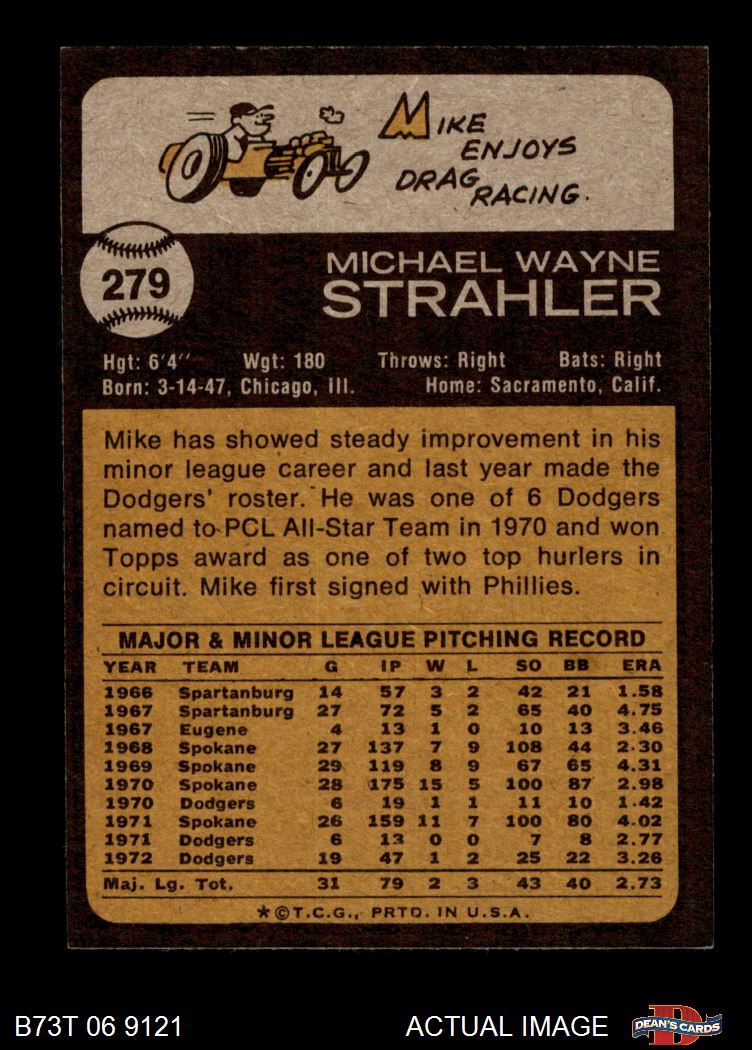 MIKE
ENJOYS
DRAG
RACING.
279
MICHAEL WAYNE
STRAHLER
Hgt: 6'4" Wgt: 180 Throws: Right Bats: Right
Born: 3-14-47, Chicago, Ill. Home: Sacramento, Calif.
Mike has showed steady improvement in his
minor league career and last year made the
Dodgers' roster. He was one of 6 Dodgers
named to PCL All-Star Team in 1970 and won
Topps award as one of two top hurlers in
circuit. Mike first signed with Phillies.
MAJOR & MINOR LEAGUE PITCHING RECORD
YEAR TEAM G IP W L SO BB ERA
1966 Spartanburg 14 57 3 2 42 21 1.58
1967 Spartanburg 27 72 5 2 65 40 4.75
1967 Eugene 4 13 1 0 10 13 3.46
1968 Spokane 27 137 7 9 108 44 2.30
1969 Spokane 29 119 8 9 67 65 4.31
1970 Spokane 28 175 15 5 100 87 2.98
1970 Dodgers 6 19 1 1 11 10 1.42
1971 Spokane 26 159 11 7 100 80 4.02
1971 Dodgers 6 13 0 0 7 8 2.77
1972 Dodgers 19 47 1 2 25 22 3.26
Maj. Lg. Tot. 31 79 2 3 43 40 2.73
*©T.C.G., PRTD. IN U.S.A.
B73T 06 9121 ACTUAL IMAGE DEAN'S CARDS